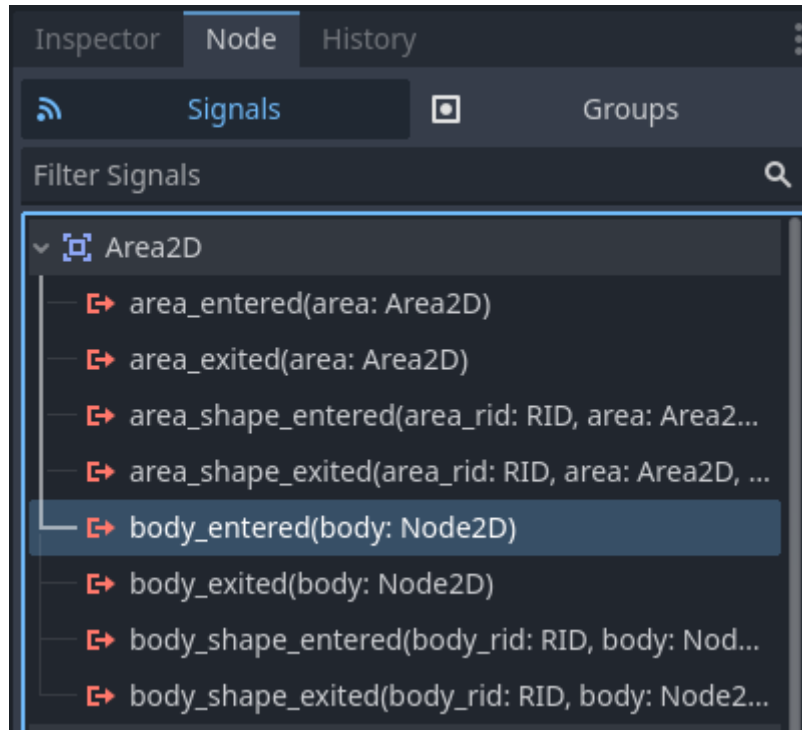 Inspector Node History
Signals Groups
Filter Signals
Area2D
area_entered(area: Area2D)
area_exited(area: Area2D)
area_shape_entered(area_rid: RID, area: Area2...
area_shape_exited(area_rid: RID, area: Area2D, ...
body_entered(body: Node2D)
body_exited(body: Node2D)
body_shape_entered(body_rid: RID, body: Nod...
body_shape_exited(body_rid: RID, body: Node2...